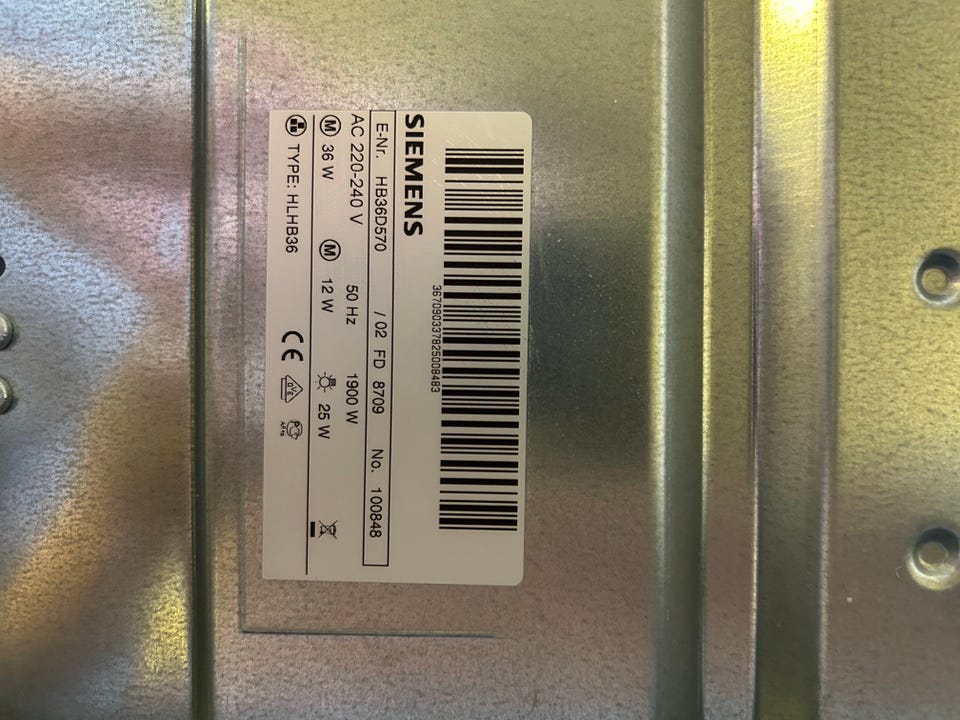 367090337825008483
SIEMENS
E-Nr. HB36D570 / 02 FD 8709 No. 100848
AC 220-240 V 50 Hz 1900 W
M 36 W M 12 W 25 W
TYPE: HLHB36 CE DVE